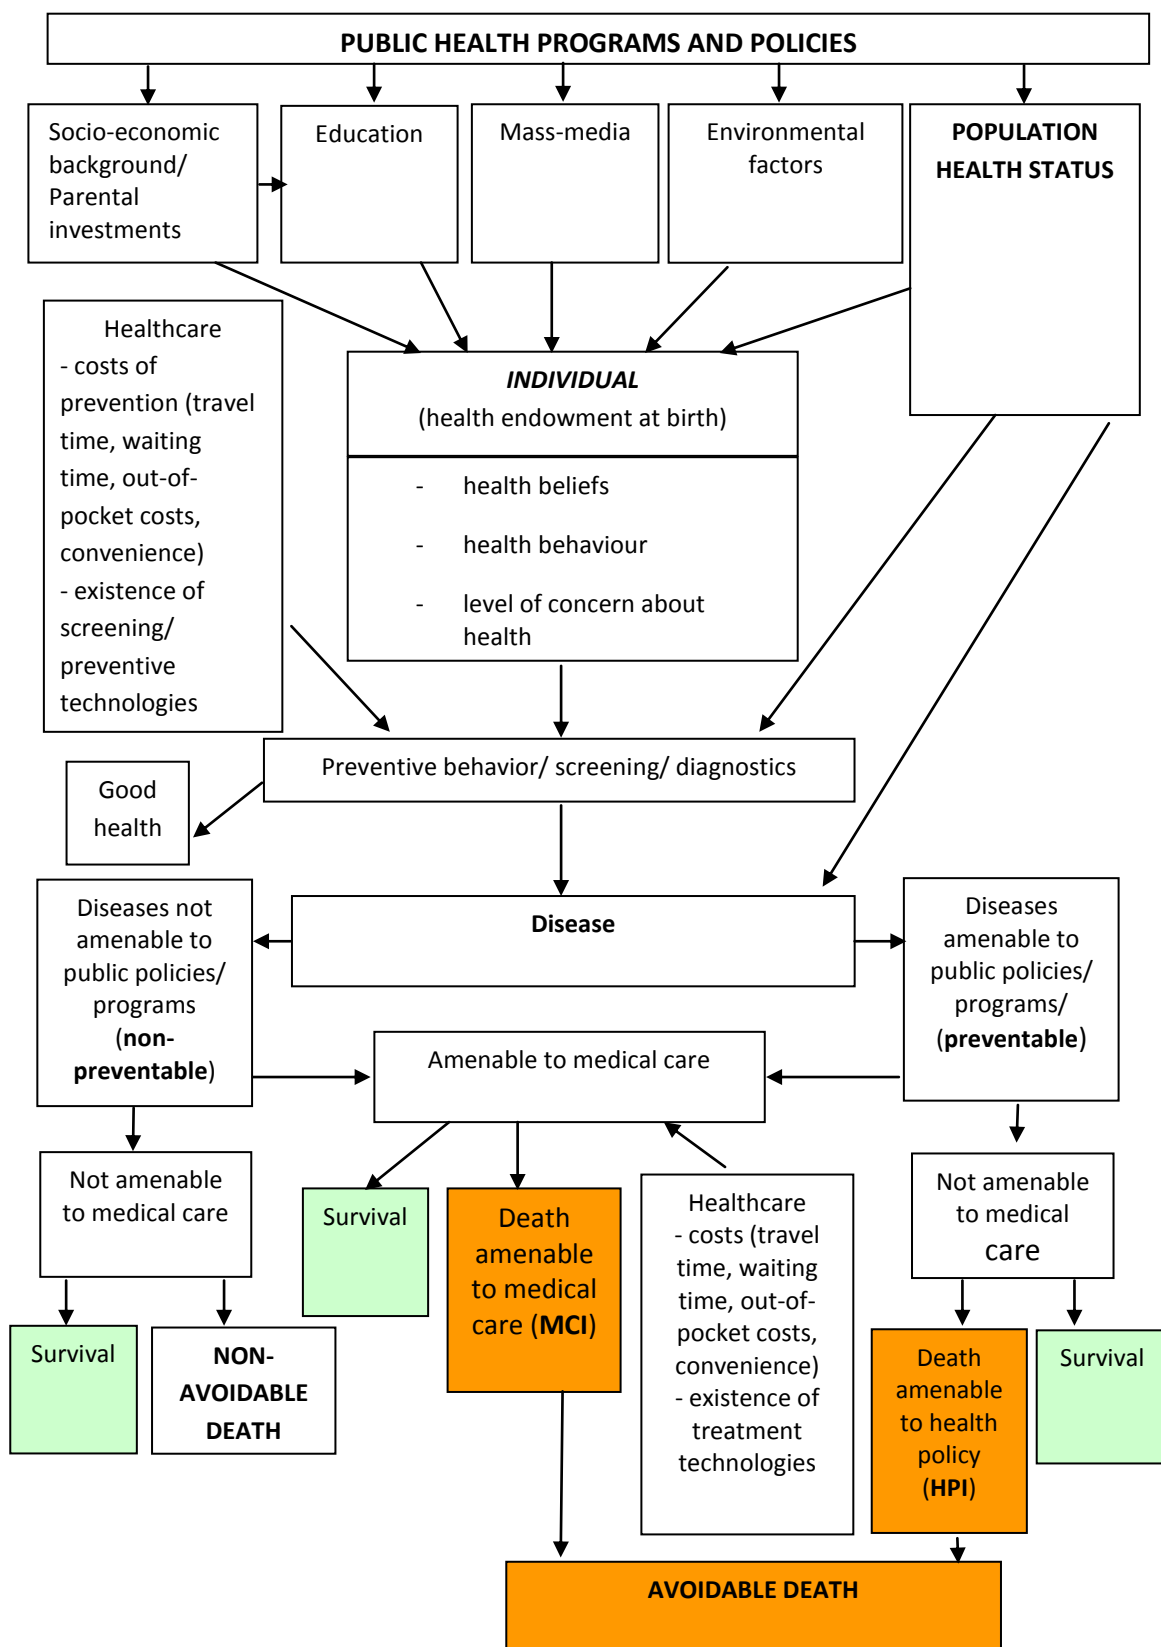 PUBLIC HEALTH PROGRAMS AND POLICIES
Socio-economic
background/
Parental
investments
Education
Mass-media
Environmental
factors
POPULATION
HEALTH STATUS
Healthcare
- costs of
prevention (travel
time, waiting
time, out-of-
pocket costs,
convenience)
- existence of
screening/
preventive
technologies
INDIVIDUAL
(health endowment at birth)
- health beliefs
- health behaviour
- level of concern about
health
Preventive behavior/ screening/ diagnostics
Good
health
Diseases not
amenable to
public policies/
programs
(non-
preventable)
Disease
Diseases
amenable to
public policies/
programs/
(preventable)
Amenable to medical care
Not amenable
to medical care
Survival
Death
amenable
to medical
care (MCI)
Healthcare
- costs (travel
time, waiting
time, out-of-
pocket costs,
convenience)
- existence of
treatment
technologies
Not amenable
to medical
care
Survival
NON-
AVOIDABLE
DEATH
Death
amenable
to health
policy
(HPI)
Survival
AVOIDABLE DEATH